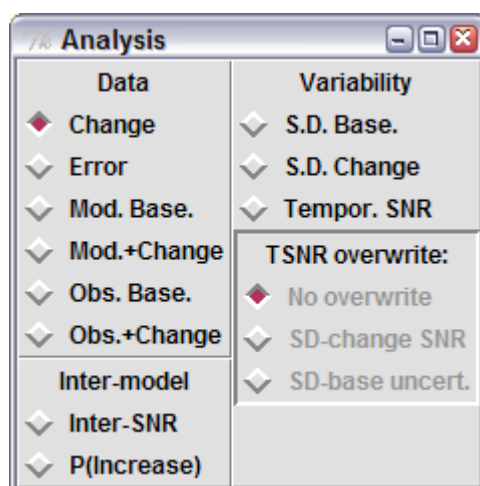 Analysis
Data
Change
Error
Mod. Base.
Mod.+Change
Obs. Base.
Obs.+Change
Inter-model
Inter-SNR
P(Increase)
Variability
S.D. Base.
S.D. Change
Tempor. SNR
TSNR overwrite:
No overwrite
SD-change SNR
SD-base uncert.